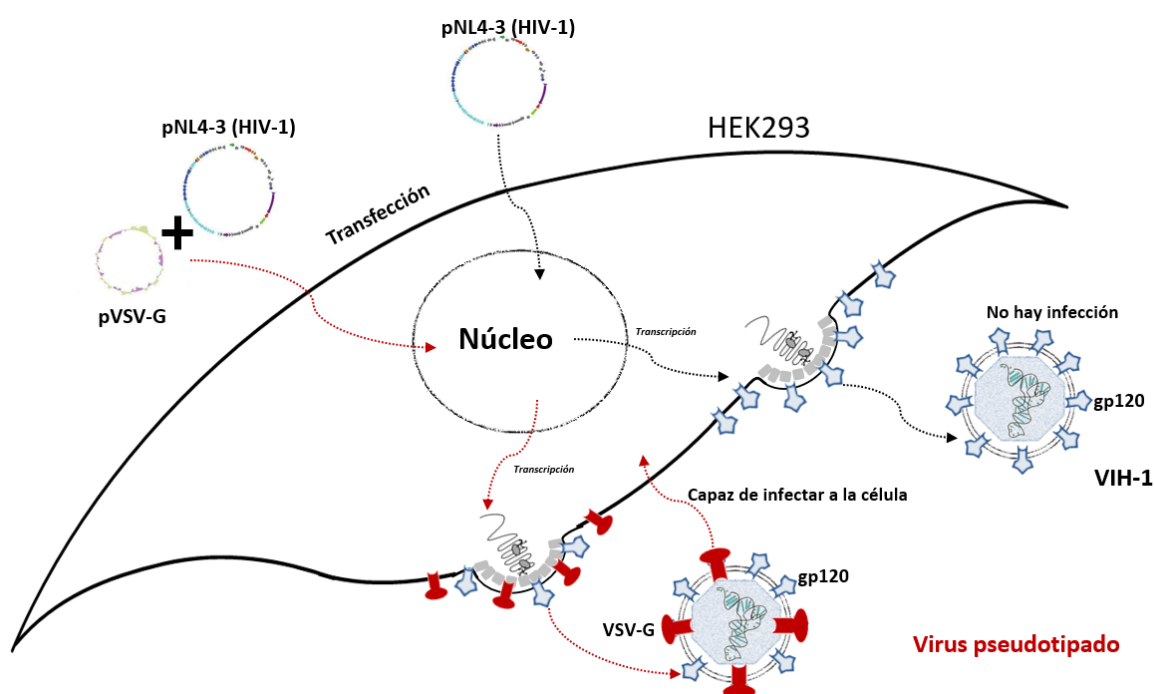 pNL4-3 (HIV-1)
pNL4-3 (HIV-1)
HEK293
Transfección
+
pVSV-G
Núcleo
Transcripción
No hay infección
gp120
VIH-1
Transcripción
Capaz de infectar a la célula
gp120
VSV-G
Virus pseudotipado